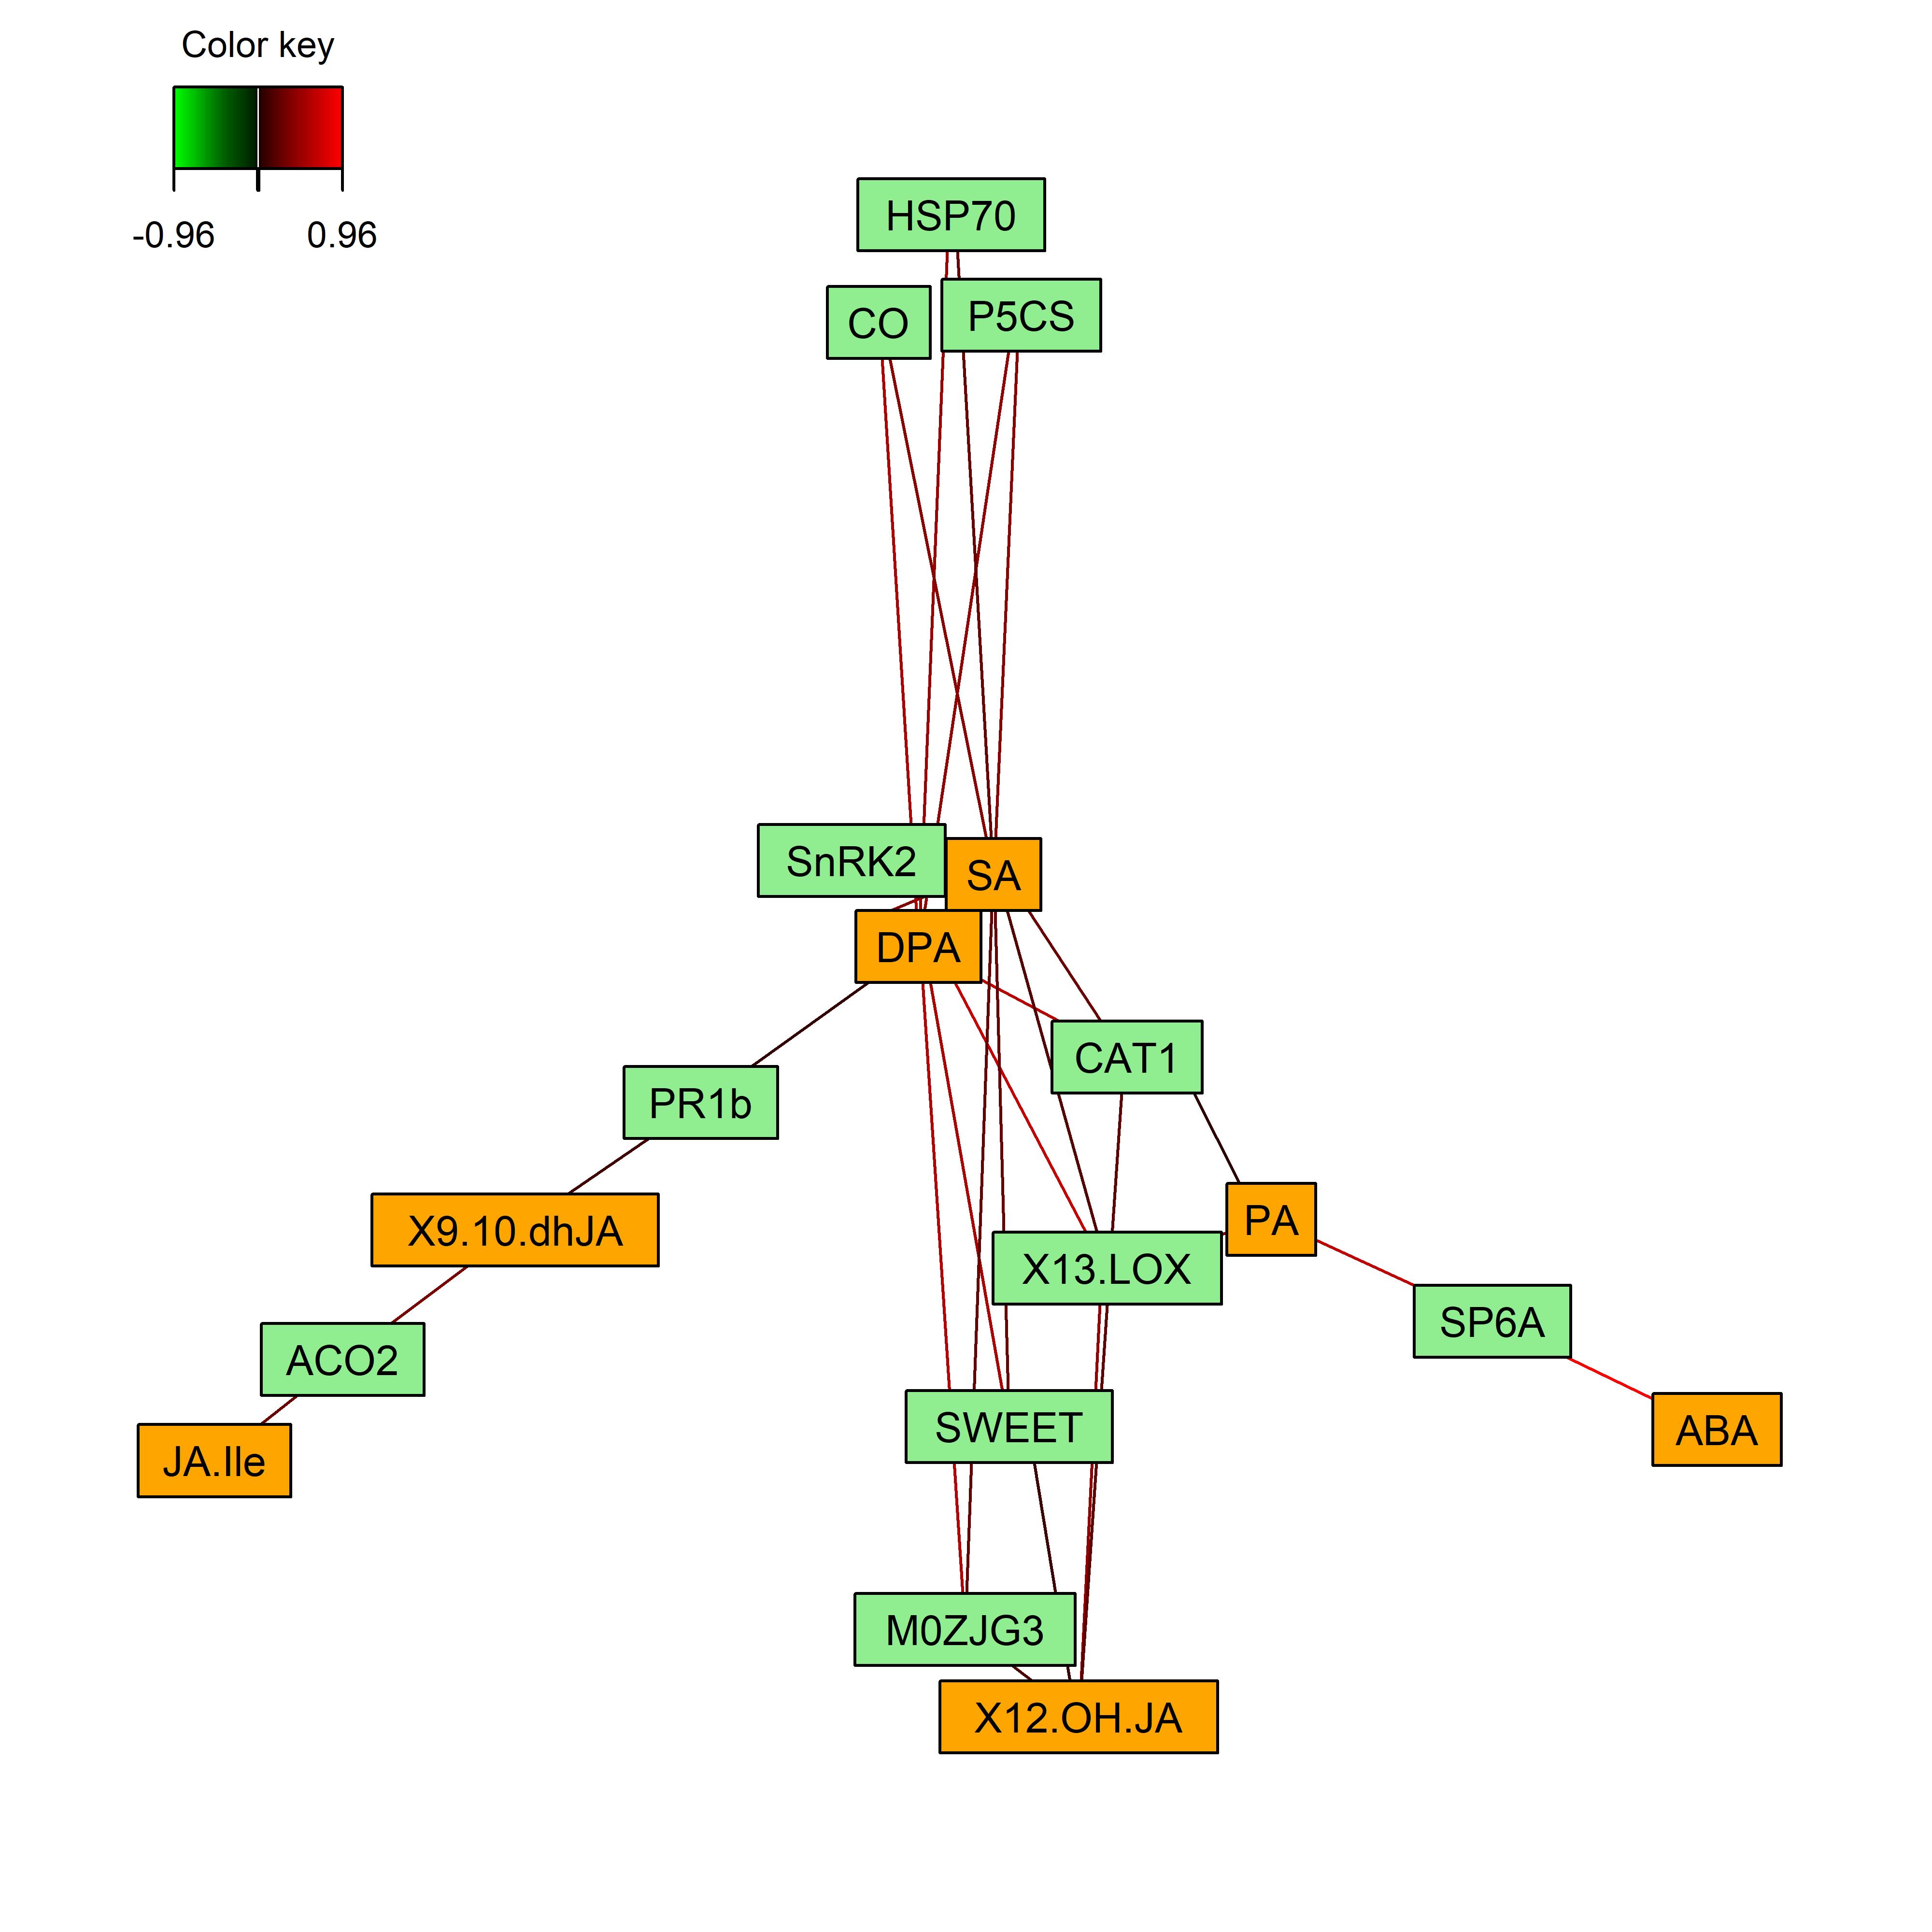 Color key
-0.96 0.96
HSP70
CO
P5CS
SnRK2
SA
DPA
CAT1
PR1b
PA
X9.10.dhJA
X13.LOX
SP6A
ACO2
SWEET
ABA
JA.Ile
M0ZJG3
X12.OH.JA